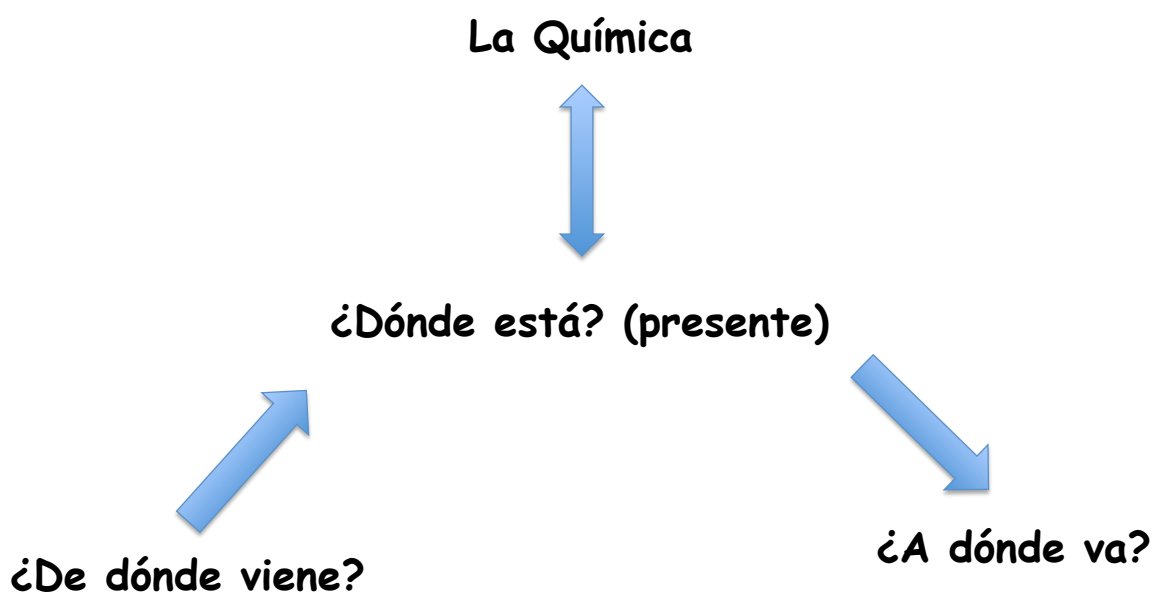 La Química
¿Dónde está? (presente)
¿A dónde va?
¿De dónde viene?